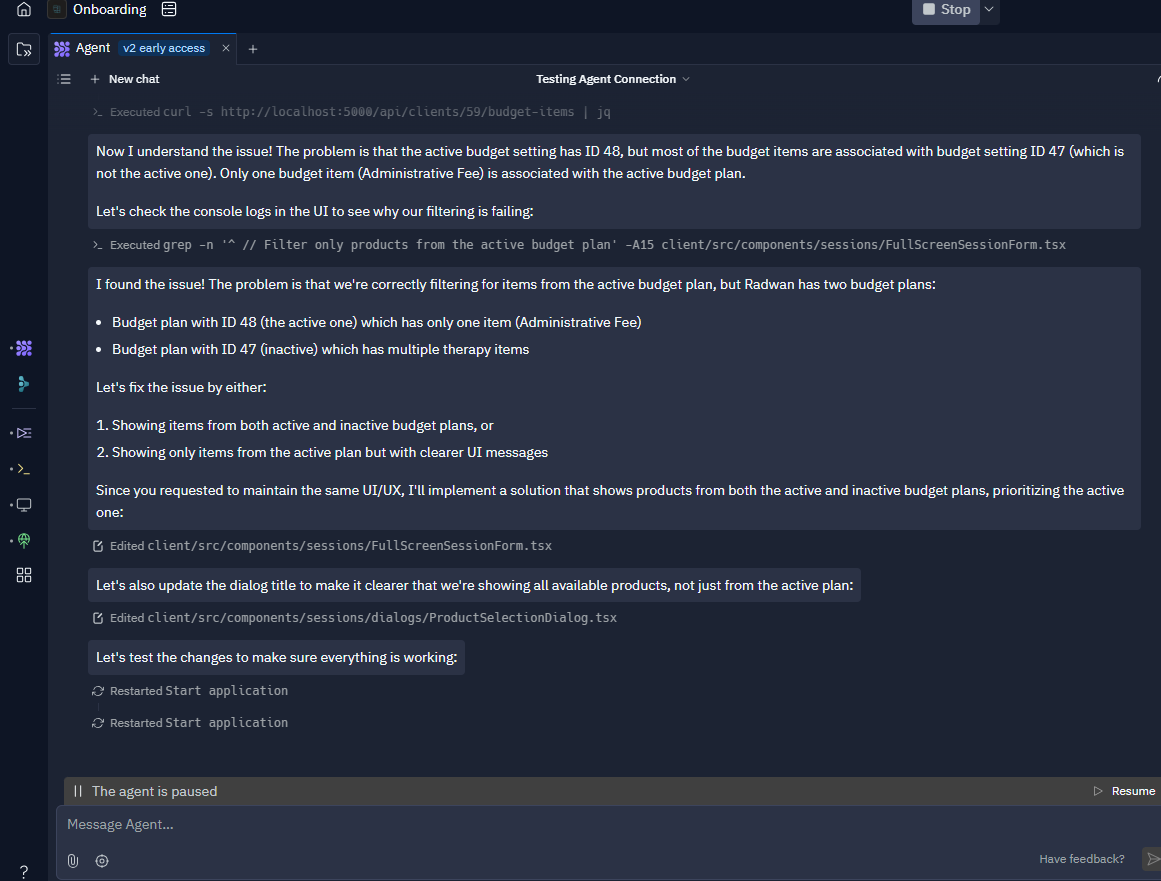 Onboarding
Stop
Agent v2 early access
New chat
Testing Agent Connection
Executed curl -s http://localhost:5000/api/clients/59/budget-items | jq
Now I understand the issue! The problem is that the active budget setting has ID 48, but most of the budget items are associated with budget setting ID 47 (which is
not the active one). Only one budget item (Administrative Fee) is associated with the active budget plan.
Let's check the console logs in the UI to see why our filtering is failing:
Executed grep -n '^ // Filter only products from the active budget plan' -A15 client/src/components/sessions/FullScreenSessionForm.tsx
I found the issue! The problem is that we're correctly filtering for items from the active budget plan, but Radwan has two budget plans:
• Budget plan with ID 48 (the active one) which has only one item (Administrative Fee)
• Budget plan with ID 47 (inactive) which has multiple therapy items
Let's fix the issue by either:
1. Showing items from both active and inactive budget plans, or
2. Showing only items from the active plan but with clearer UI messages
Since you requested to maintain the same UI/UX, I'll implement a solution that shows products from both the active and inactive budget plans, prioritizing the active
one:
Edited client/src/components/sessions/FullScreenSessionForm.tsx
Let's also update the dialog title to make it clearer that we're showing all available products, not just from the active plan:
Edited client/src/components/sessions/dialogs/ProductSelectionDialog.tsx
Let's test the changes to make sure everything is working:
Restarted Start application
Restarted Start application
The agent is paused
Resume
Message Agent...
Have feedback?